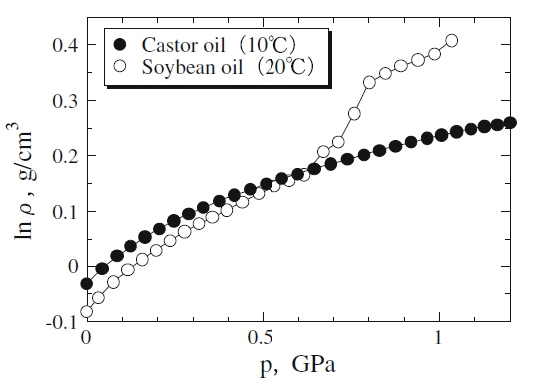 Castor oil (10℃)
Soybean oil (20℃)
0.4
0.3
0.2
0.1
0
-0.1
ln ρ , g/cm³
0
0.5
1
p, GPa